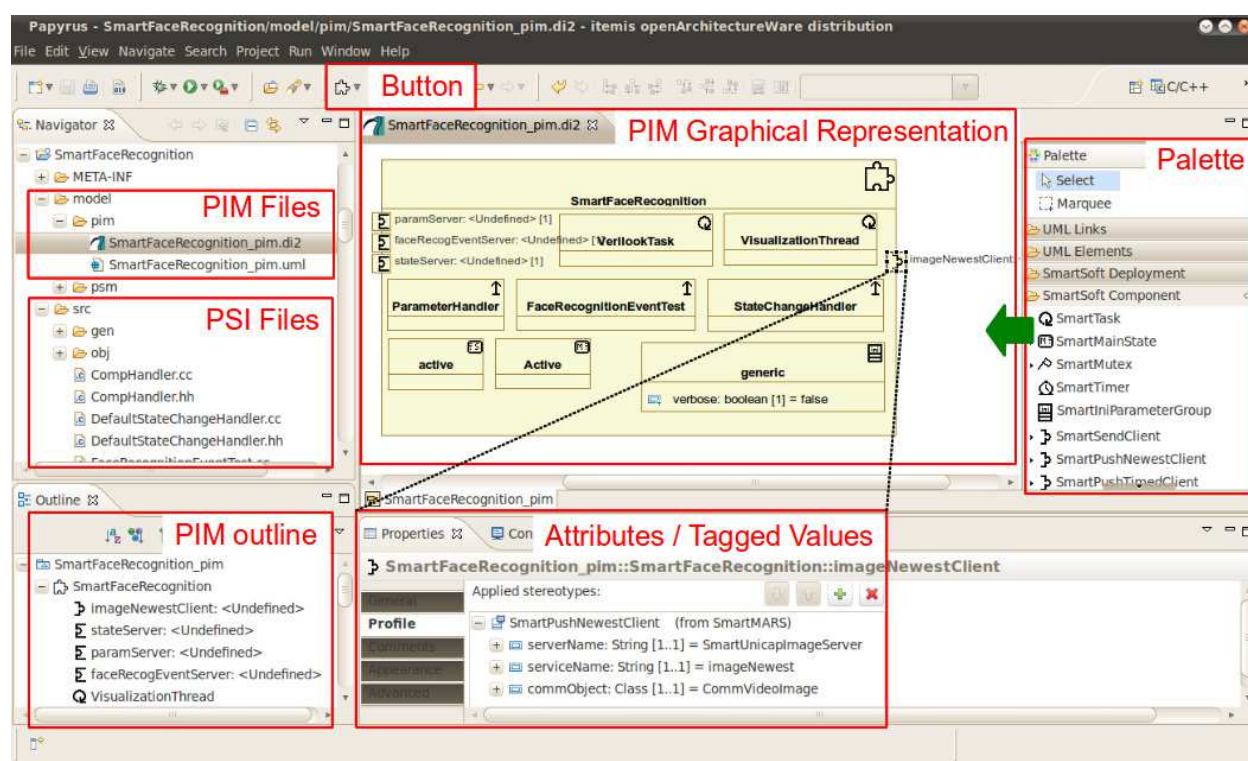 Papyrus - SmartFaceRecognition/model/pim/SmartFaceRecognition_pim.di2 - itemis openArchitectureWare distribution
File Edit View Navigate Search Project Run Window Help
Button
C/C++
Navigator
SmartFaceRecognition
META-INF
model
PIM Files
pim
SmartFaceRecognition_pim.di2
SmartFaceRecognition_pim.uml
psm
src
PSI Files
gen
obj
CompHandler.cc
CompHandler.hh
DefaultStateChangeHandler.cc
DefaultStateChangeHandler.hh
FaceRecognitionEventTest.cc
SmartFaceRecognition_pim.di2
PIM Graphical Representation
SmartFaceRecognition
paramServer: <Undefined> [1]
faceRecogEventServer: <Undefined> [
stateServer: <Undefined> [1]
VerilookTask
VisualizationThread
imageNewestClient:
ParameterHandler
FaceRecognitionEventTest
StateChangeHandler
FS
active
M
Active
generic
verbose: boolean [1] = false
SmartFaceRecognition_pim
Palette
Palette
Select
Marquee
UML Links
UML Elements
SmartSoft Deployment
SmartSoft Component
SmartTask
SmartMainState
SmartMutex
SmartTimer
SmartIniParameterGroup
SmartSendClient
SmartPushNewestClient
SmartPushTimedClient
Outline
PIM outline
SmartFaceRecognition_pim
SmartFaceRecognition
imageNewestClient: <Undefined>
stateServer: <Undefined>
paramServer: <Undefined>
faceRecogEventServer: <Undefined>
VisualizationThread
Properties
Con
Attributes / Tagged Values
SmartFaceRecognition_pim::SmartFaceRecognition::imageNewestClient
General
Profile
Comments
Appearance
Advanced
Applied stereotypes:
SmartPushNewestClient (from SmartMARS)
serverName: String [1..1] = SmartUnicapImageServer
serviceName: String [1..1] = imageNewest
commObject: Class [1..1] = CommVideoImage